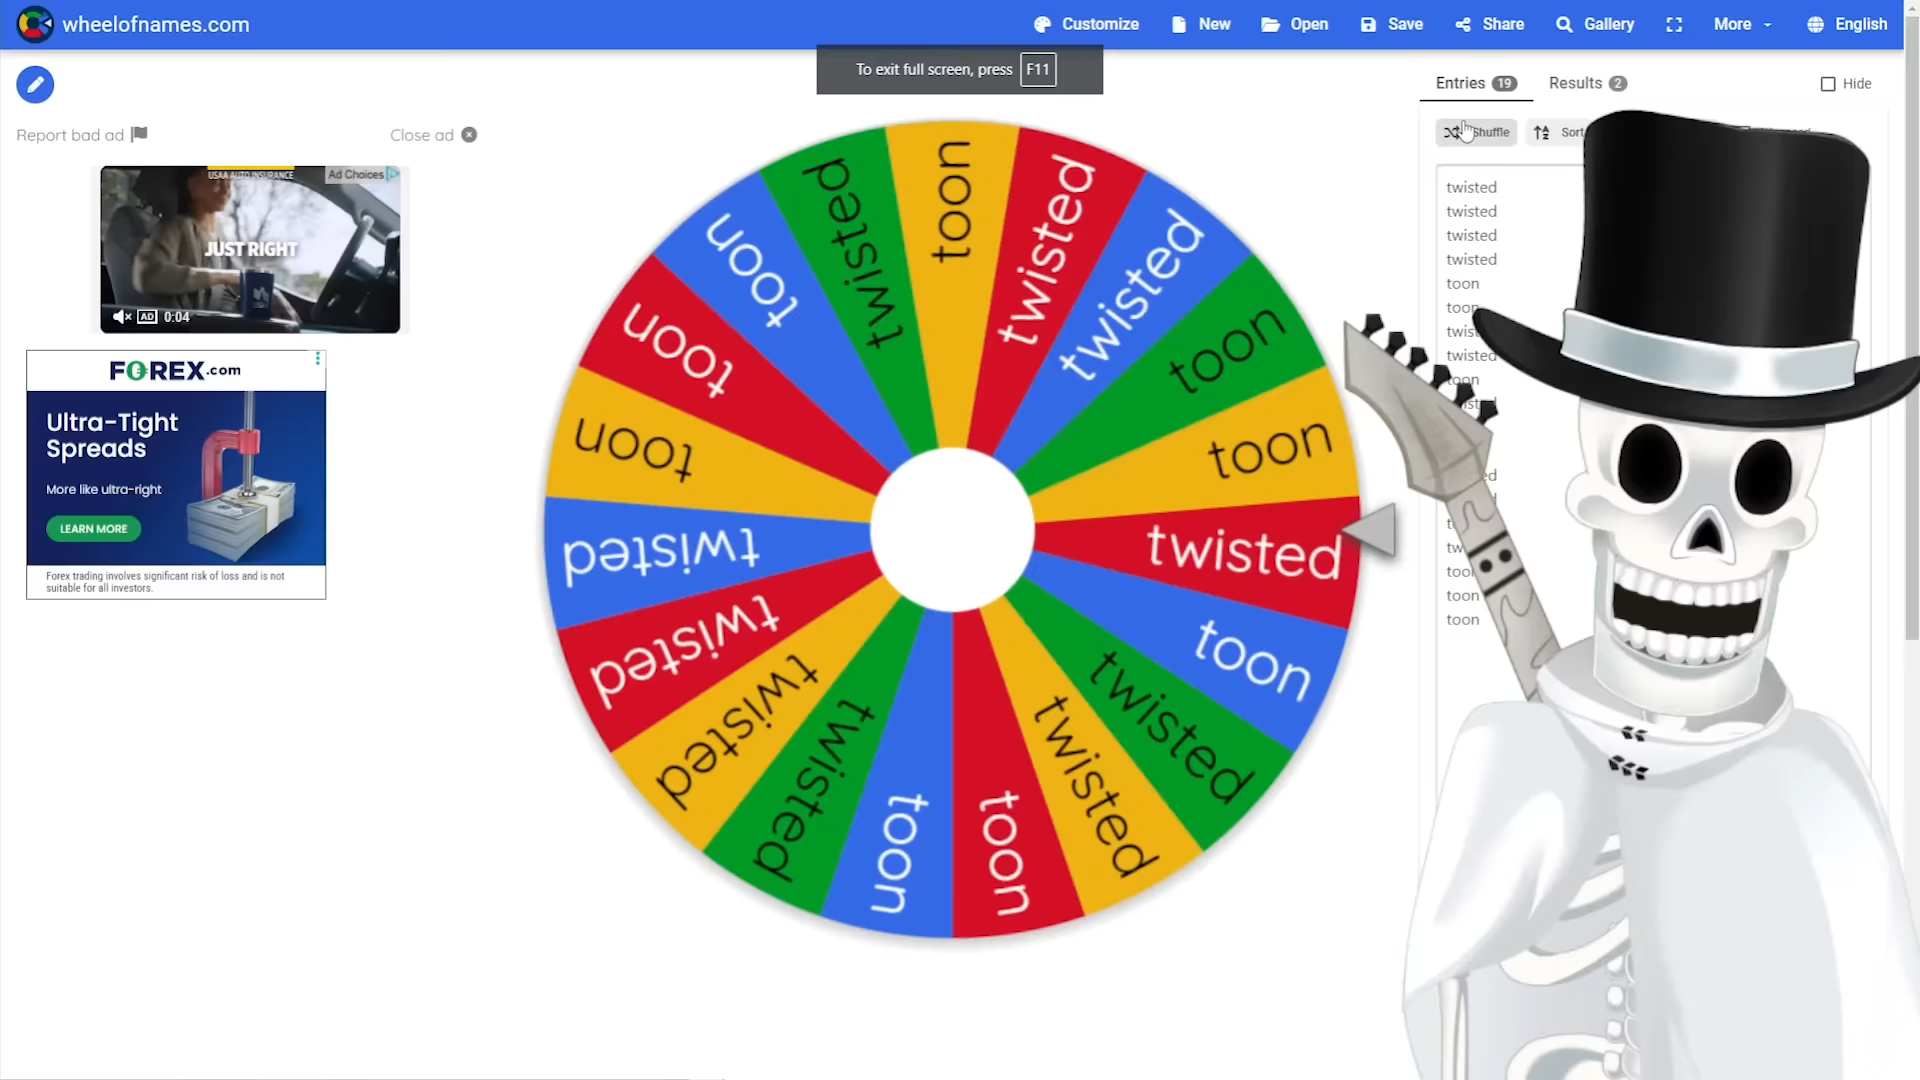 wheelofnames.com
Customize
New
Open
Save
Share
Gallery
More
English
To exit full screen, press F11
Entries 19
Results 2
Hide
Report bad ad
Close ad
Shuffle
Sort
USAA AUTO INSURANCE
Ad Choices
JUST RIGHT
AD 0:04
FOREX.com
Ultra-Tight
Spreads
More like ultra-right
LEARN MORE
Forex trading involves significant risk of loss and is not
suitable for all investors.
toon
twisted
twisted
toon
toon
twisted
toon
twisted
twisted
toon
toon
twisted
twisted
twisted
twisted
toon
toon
toon
twisted
twisted
twisted
twisted
twisted
toon
toon
twisted
toon
toon
toon